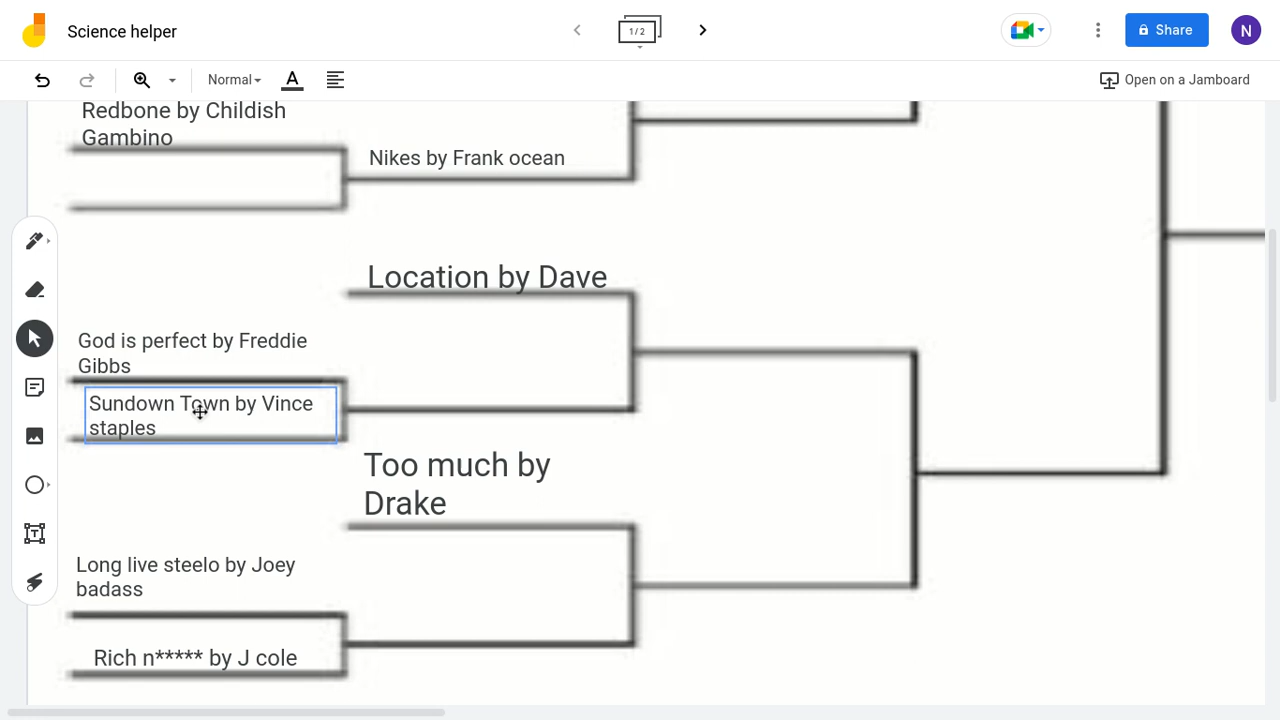 Science helper
1 / 2
Share
N
Normal
A
Open on a Jamboard
Redbone by Childish
Gambino
Nikes by Frank ocean
Location by Dave
God is perfect by Freddie
Gibbs
Sundown Town by Vince
staples
Too much by
Drake
Long live steelo by Joey
badass
Rich n***** by J cole